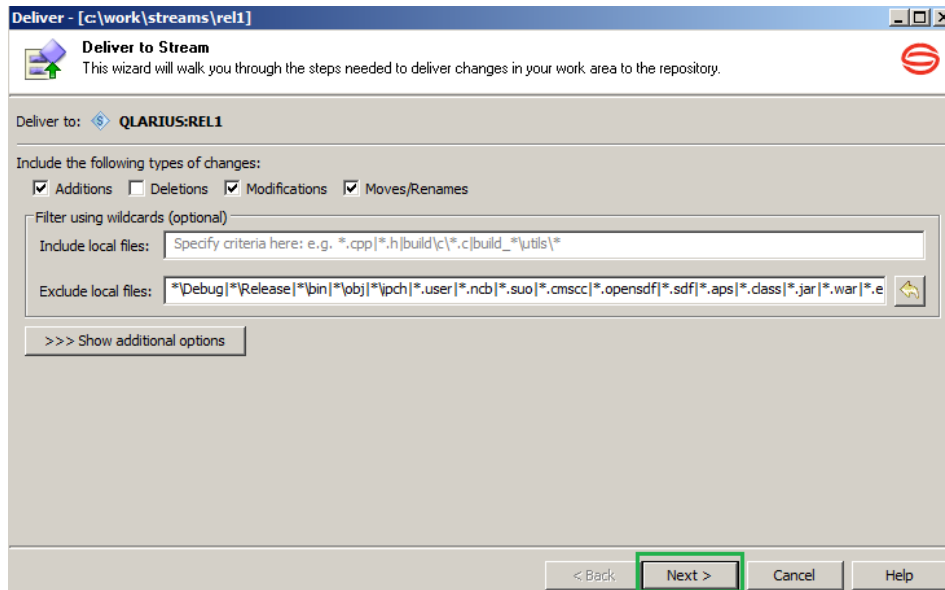 Deliver - [c:\work\streams\rel1]
Deliver to Stream
This wizard will walk you through the steps needed to deliver changes in your work area to the repository.
Deliver to: QLARIUS:REL1
Include the following types of changes:
Additions Deletions Modifications Moves/Renames
Filter using wildcards (optional)
Include local files: Specify criteria here: e.g. *.cpp|*.h|build\c\*.c|build_*\utils\*
Exclude local files: *\Debug|*\Release|*\bin|*\obj|*\ipch|*.user|*.ncb|*.suo|*.cmscc|*.opensdf|*.sdf|*.aps|*.class|*.jar|*.war|*.e
>>> Show additional options
< Back Next > Cancel Help